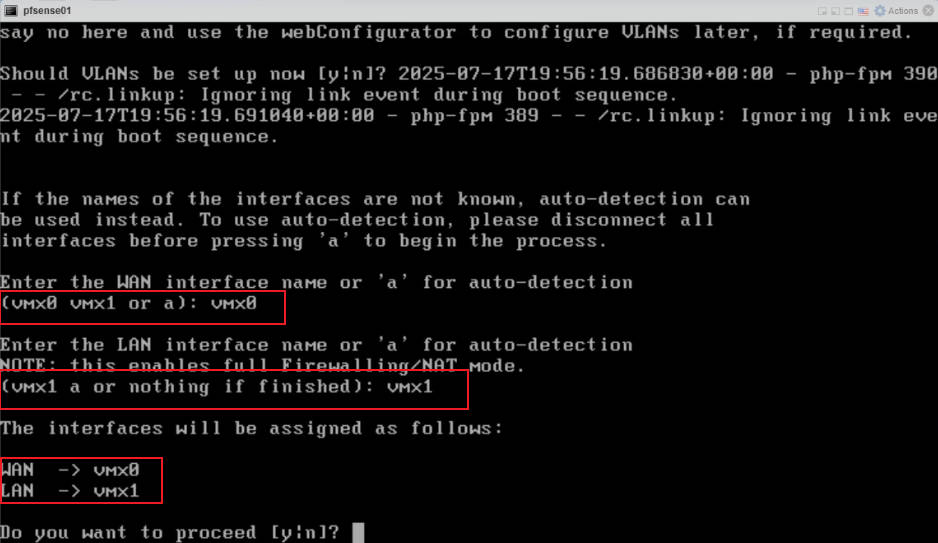 pfsense01
Actions
say no here and use the webConfigurator to configure VLANs later, if required.
Should VLANs be set up now [y|n]? 2025-07-17T19:56:19.686830+00:00 - php-fpm 390
- - /rc.linkup: Ignoring link event during boot sequence.
2025-07-17T19:56:19.691040+00:00 - php-fpm 389 - - /rc.linkup: Ignoring link eve
nt during boot sequence.
If the names of the interfaces are not known, auto-detection can
be used instead. To use auto-detection, please disconnect all
interfaces before pressing 'a' to begin the process.
Enter the WAN interface name or 'a' for auto-detection
(vmx0 vmx1 or a): vmx0
Enter the LAN interface name or 'a' for auto-detection
NOTE: this enables full Firewalling/NAT mode.
(vmx1 a or nothing if finished): vmx1
The interfaces will be assigned as follows:
WAN  -> vmx0
LAN  -> vmx1
Do you want to proceed [y|n]?